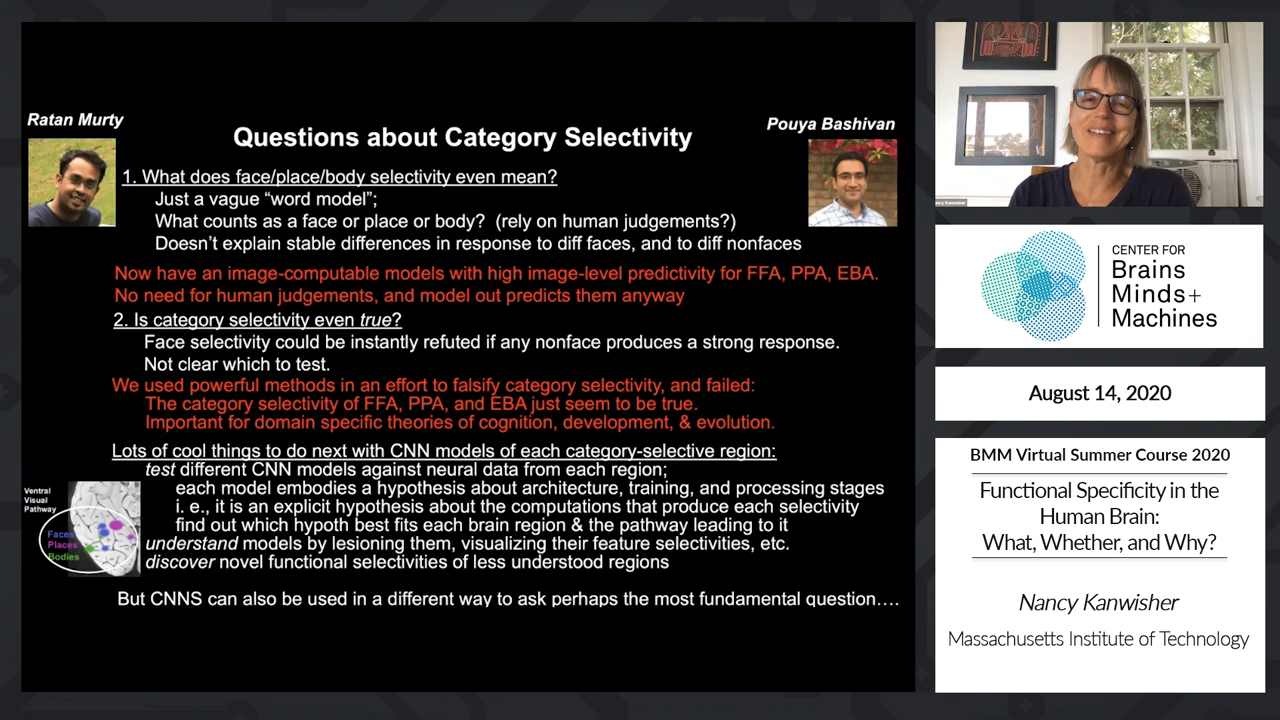 Ratan Murty
Pouya Bashivan
Questions about Category Selectivity
1. What does face/place/body selectivity even mean?
Just a vague “word model”;
What counts as a face or place or body? (rely on human judgements?)
Doesn’t explain stable differences in response to diff faces, and to diff nonfaces
Now have an image-computable models with high image-level predictivity for FFA, PPA, EBA.
No need for human judgements, and model out predicts them anyway
2. Is category selectivity even true?
Face selectivity could be instantly refuted if any nonface produces a strong response.
Not clear which to test.
We used powerful methods in an effort to falsify category selectivity, and failed:
The category selectivity of FFA, PPA, and EBA just seem to be true.
Important for domain specific theories of cognition, development, & evolution.
Lots of cool things to do next with CNN models of each category-selective region:
test different CNN models against neural data from each region;
each model embodies a hypothesis about architecture, training, and processing stages
i. e., it is an explicit hypothesis about the computations that produce each selectivity
find out which hypoth best fits each brain region & the pathway leading to it
understand models by lesioning them, visualizing their feature selectivities, etc.
discover novel functional selectivities of less understood regions
Ventral
Visual
Pathway
Faces
Places
Bodies
But CNNS can also be used in a different way to ask perhaps the most fundamental question….
Kanwisher
CENTER FOR
Brains
Minds+
Machines
August 14, 2020
BMM Virtual Summer Course 2020
Functional Specificity in the
Human Brain:
What, Whether, and Why?
Nancy Kanwisher
Massachusetts Institute of Technology